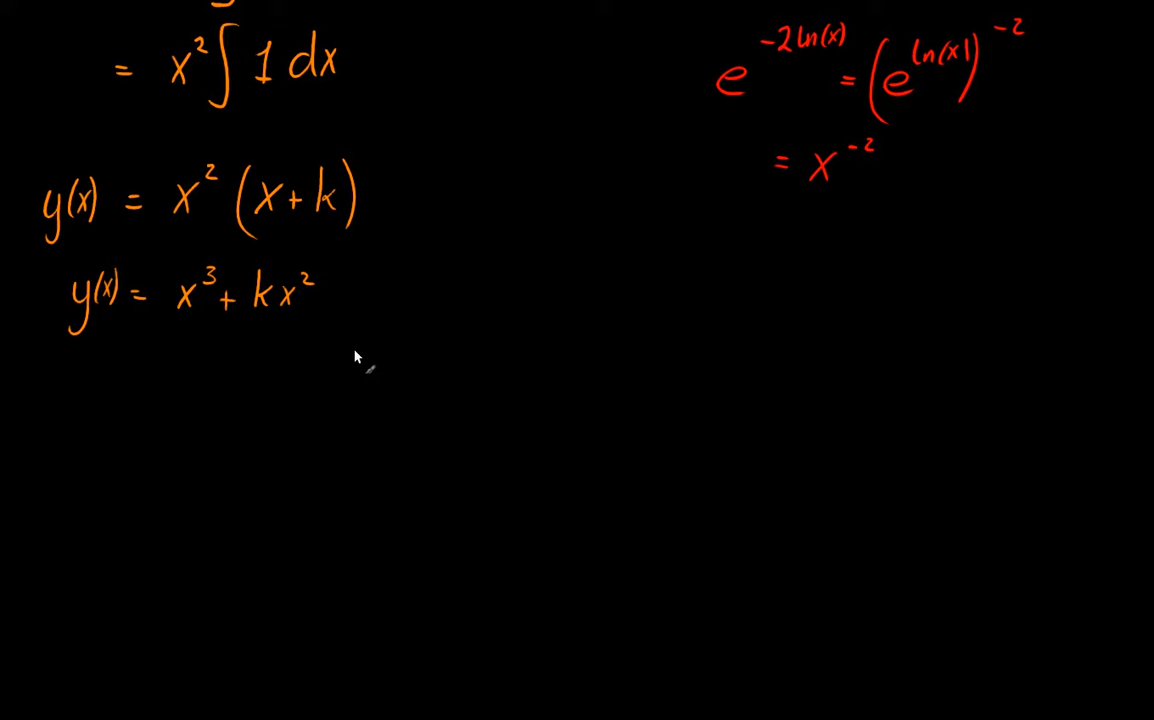 = x² ∫ 1 dx
y(x) = x² (x + k)
y(x) = x³ + kx²
e^{-2ln(x)} = (e^{ln(x)})^{-2}
= x^{-2}